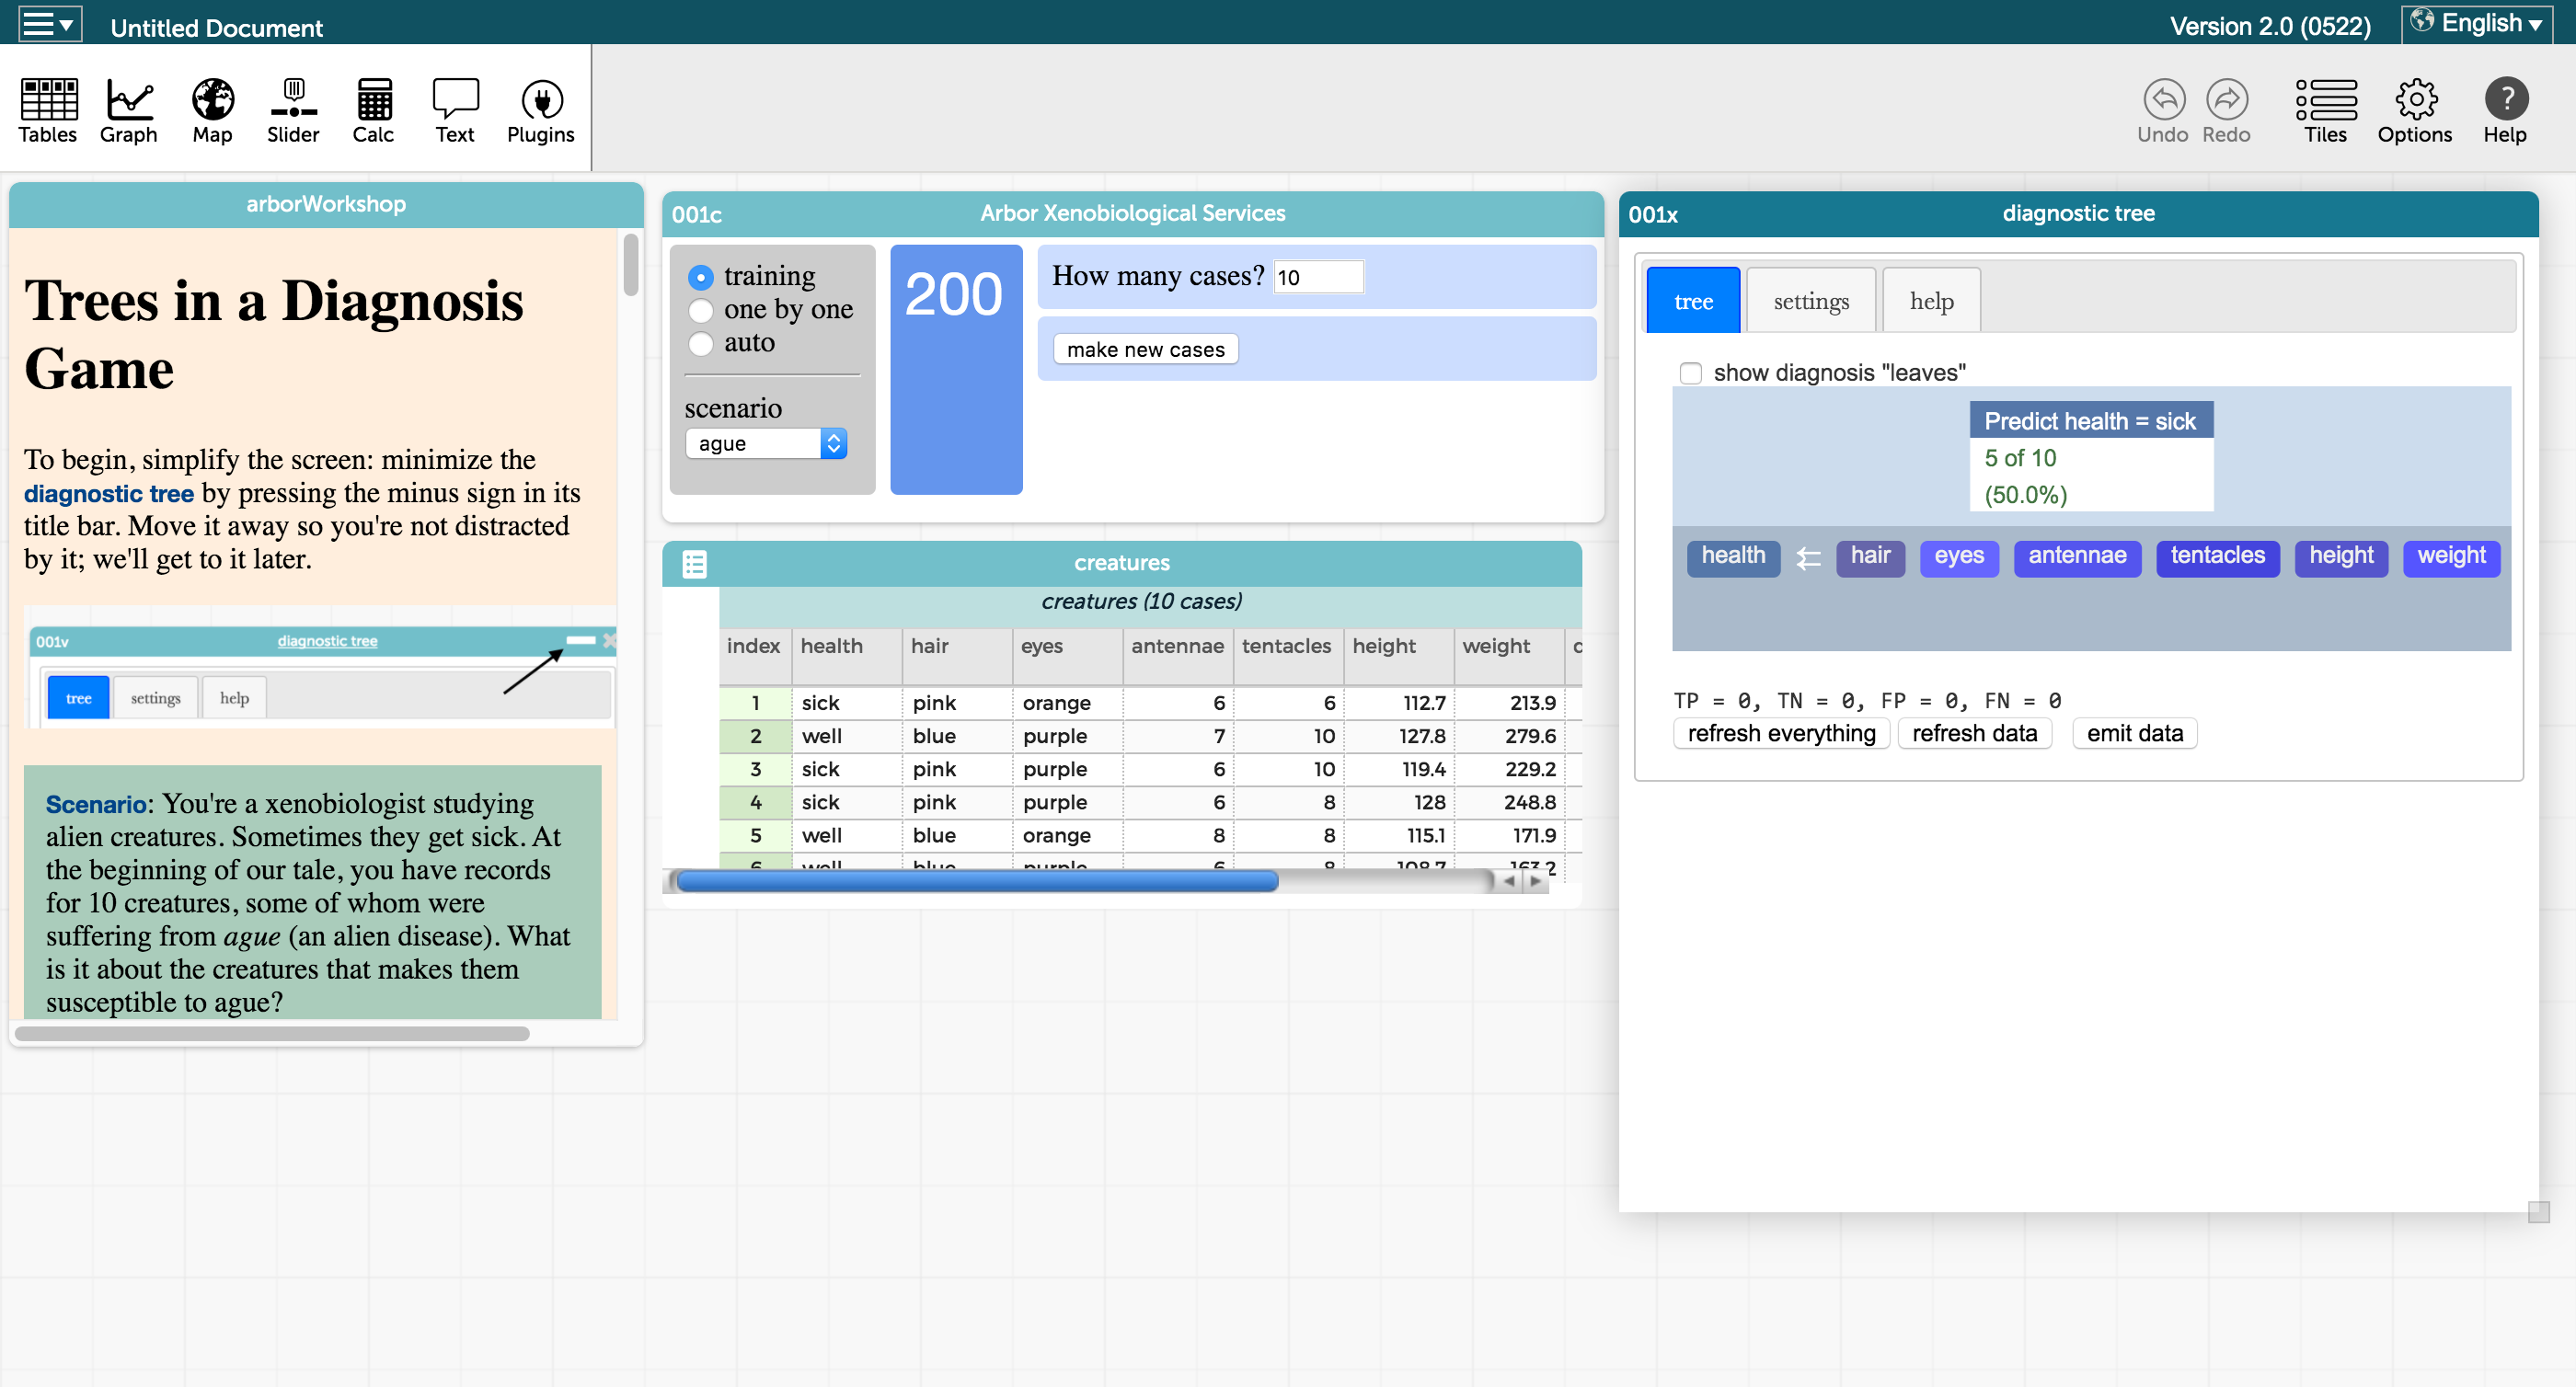 Untitled Document
Version 2.0 (0522)
English
Tables
Graph
Map
Slider
Calc
Text
Plugins
Undo
Redo
Tiles
Options
Help
arborWorkshop
Trees in a Diagnosis
Game
To begin, simplify the screen: minimize the
diagnostic tree by pressing the minus sign in its
title bar. Move it away so you're not distracted
by it; we'll get to it later.
001v diagnostic tree
tree settings help
Scenario: You're a xenobiologist studying
alien creatures. Sometimes they get sick. At
the beginning of our tale, you have records
for 10 creatures, some of whom were
suffering from ague (an alien disease). What
is it about the creatures that makes them
susceptible to ague?
001c Arbor Xenobiological Services
training
one by one
auto
scenario
ague
200
How many cases? 10
make new cases
creatures
creatures (10 cases)
index health hair eyes antennae tentacles height weight
1 sick pink orange 6 6 112.7 213.9
2 well blue purple 7 10 127.8 279.6
3 sick pink purple 6 10 119.4 229.2
4 sick pink purple 6 8 128 248.8
5 well blue orange 8 8 115.1 171.9
6 well blue purple 6 8 108.7 163.2
001x diagnostic tree
tree settings help
show diagnosis "leaves"
Predict health = sick
5 of 10
(50.0%)
health ⇇ hair eyes antennae tentacles height weight
TP = 0, TN = 0, FP = 0, FN = 0
refresh everything refresh data emit data